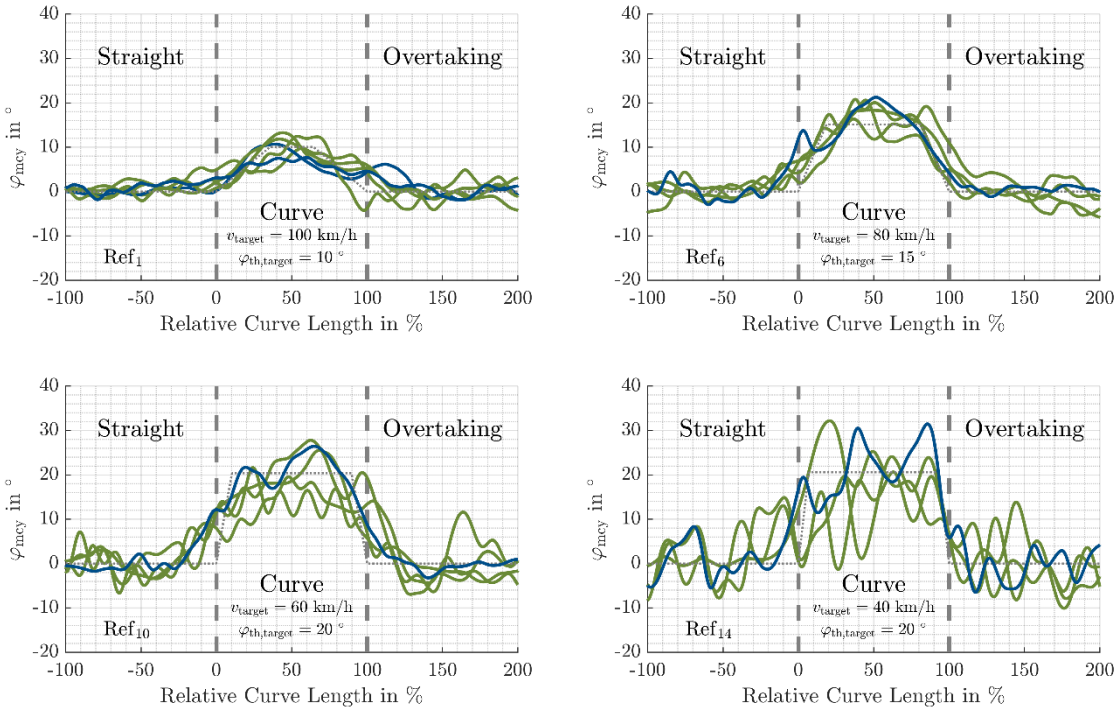 40
30
20
10
0
-10
-20
φmcy in °
Straight
Overtaking
Curve
vtarget = 100 km/h
φth,target = 10 °
Ref1
-100 -50 0 50 100 150 200
Relative Curve Length in %
40
30
20
10
0
-10
-20
φmcy in °
Straight
Overtaking
Curve
vtarget = 80 km/h
φth,target = 15 °
Ref6
-100 -50 0 50 100 150 200
Relative Curve Length in %
40
30
20
10
0
-10
-20
φmcy in °
Straight
Overtaking
Curve
vtarget = 60 km/h
φth,target = 20 °
Ref10
-100 -50 0 50 100 150 200
Relative Curve Length in %
40
30
20
10
0
-10
-20
φmcy in °
Straight
Overtaking
Curve
vtarget = 40 km/h
φth,target = 20 °
Ref14
-100 -50 0 50 100 150 200
Relative Curve Length in %